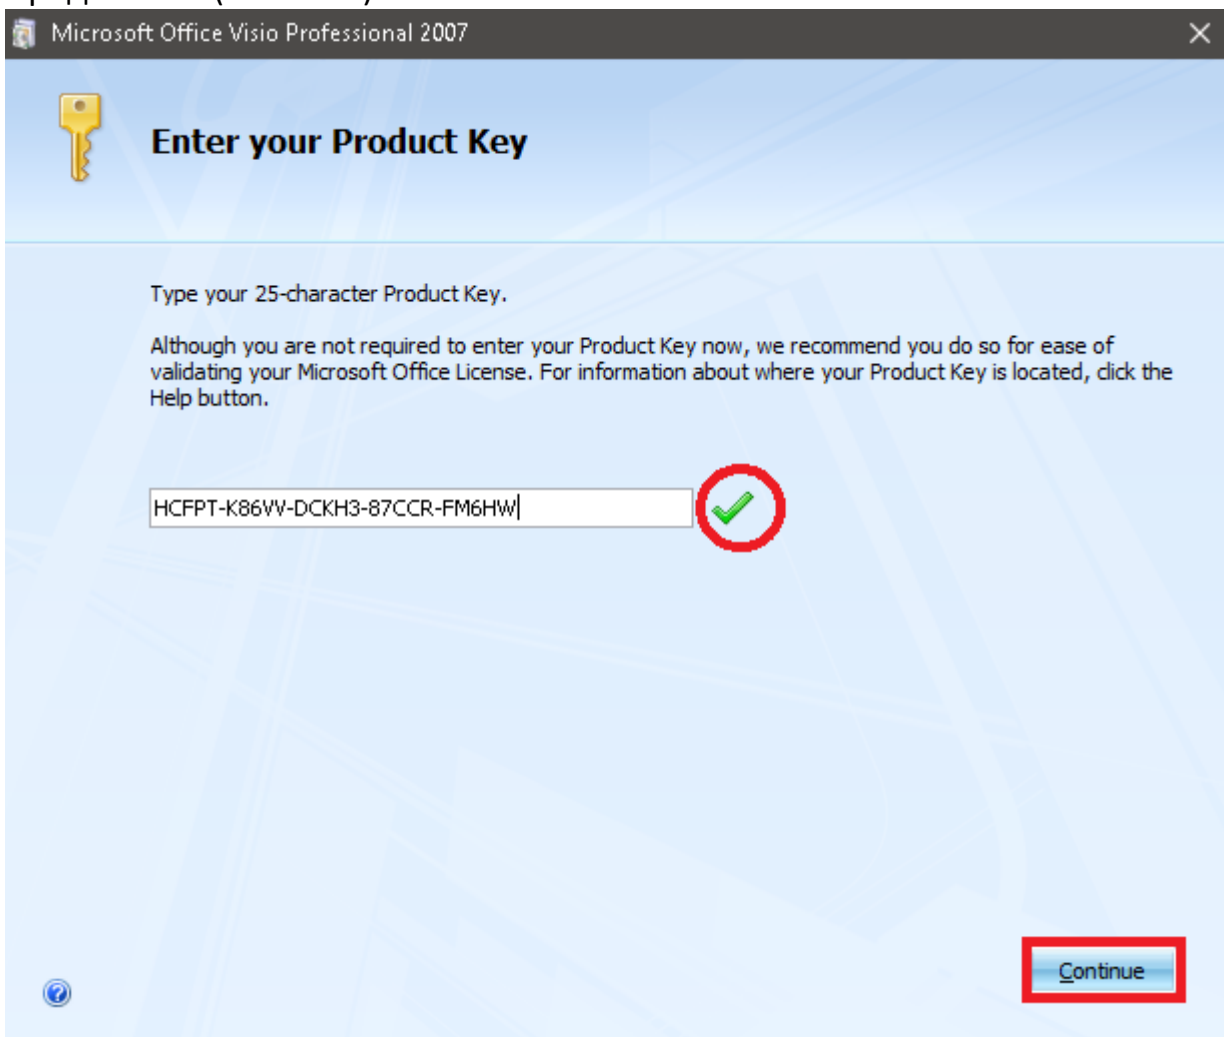 Microsoft Office Visio Professional 2007
Enter your Product Key
Type your 25-character Product Key.
Although you are not required to enter your Product Key now, we recommend you do so for ease of
validating your Microsoft Office License. For information about where your Product Key is located, click the
Help button.
HCFPT-K86VV-DCKH3-87CCR-FM6HW
Continue